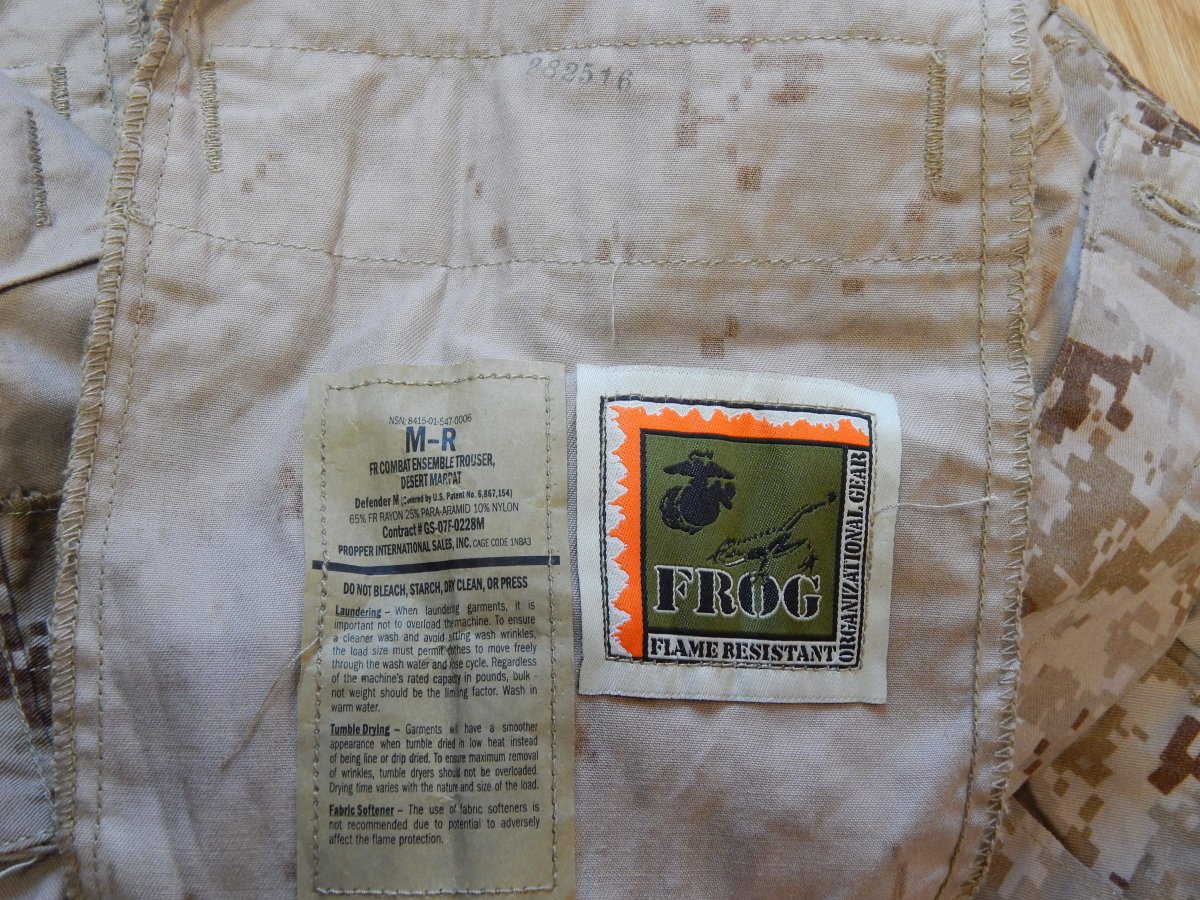 282516
NSN: 8415-01-547-0006
M-R
FR COMBAT ENSEMBLE TROUSER,
DESERT MARPAT
Defender M (Covered by U.S. Patent No. 6,867,154)
65% FR RAYON 25% PARA-ARAMID 10% NYLON
Contract # GS-07F-0228M
PROPPER INTERNATIONAL SALES, INC. CAGE CODE 1NBA3
DO NOT BLEACH, STARCH, DRY CLEAN, OR PRESS
Laundering – When laundering garments, it is
important not to overload the machine. To ensure
a cleaner wash and avoid setting wash wrinkles,
the load size must permit clothes to move freely
through the wash water and rinse cycle. Regardless
of the machine's rated capacity in pounds, bulk -
not weight should be the limiting factor. Wash in
warm water.
Tumble Drying – Garments will have a smoother
appearance when tumble dried in low heat instead
of being line or drip dried. To ensure maximum removal
of wrinkles, tumble dryers should not be overloaded.
Drying time varies with the nature and size of the load.
Fabric Softener – The use of fabric softeners is
not recommended due to potential to adversely
affect the flame protection.
FROG
FLAME RESISTANT
ORGANIZATIONAL GEAR